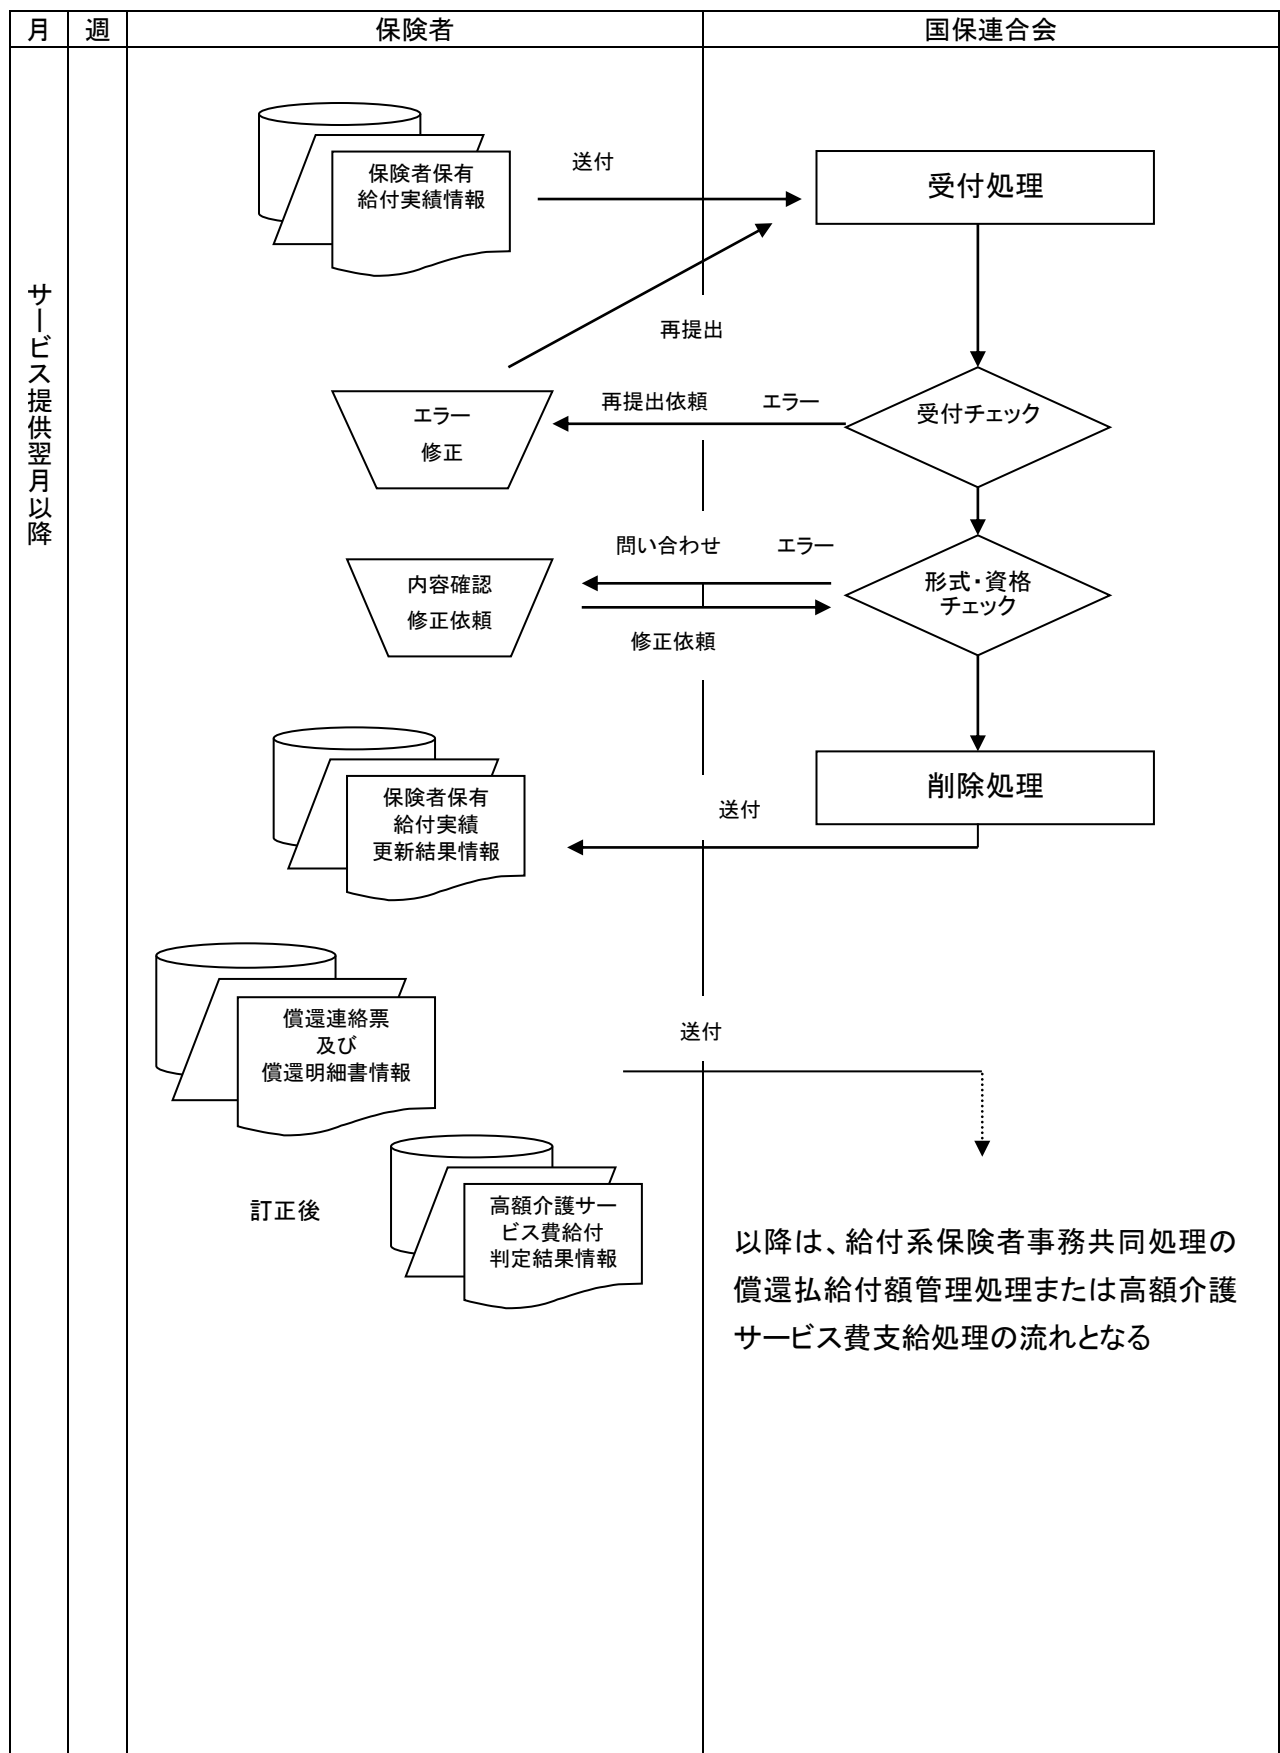 月
週
保険者
国保連合会
サービス提供翌月以降
保険者保有
給付実績情報
送付
受付処理
再提出
エラー
修正
再提出依頼
エラー
受付チェック
問い合わせ
エラー
内容確認
修正依頼
形式・資格
チェック
修正依頼
保険者保有
給付実績
更新結果情報
送付
削除処理
償還連絡票
及び
償還明細書情報
送付
訂正後
高額介護サー
ビス費給付
判定結果情報
以降は、給付系保険者事務共同処理の
償還払給付額管理処理または高額介護
サービス費支給処理の流れとなる